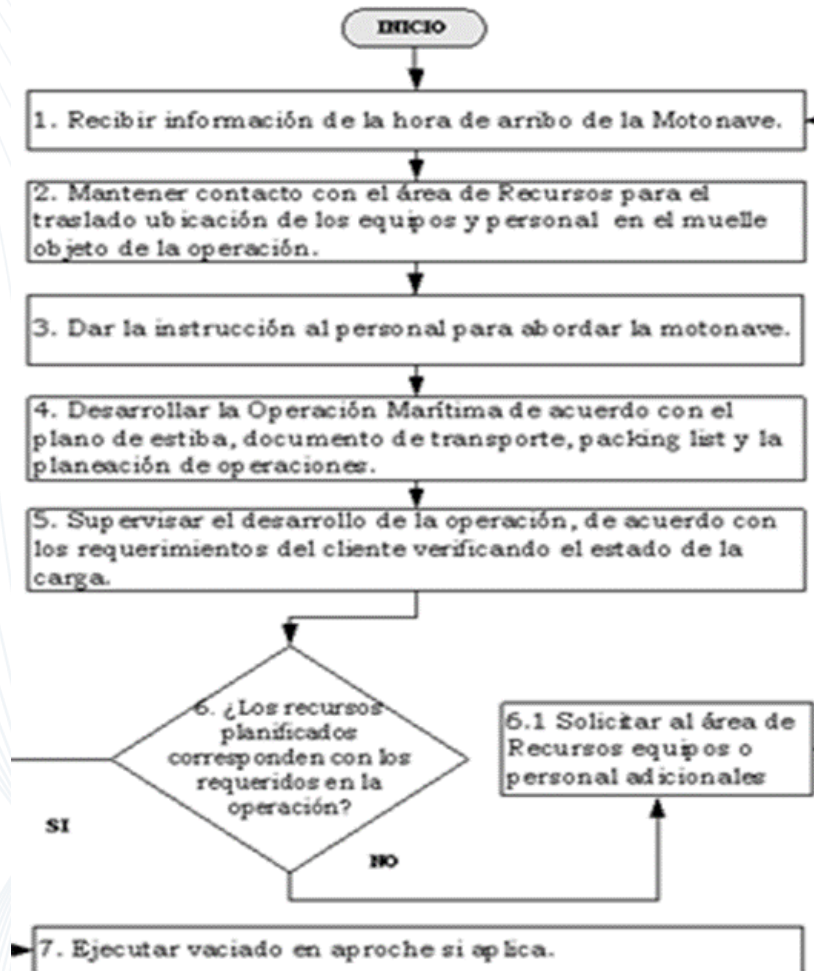 INICIO
1. Recibir información de la hora de arribo de la Motonave.
2. Mantener contacto con el área de Recursos para el
traslado ubicación de los equipos y personal en el muelle
objeto de la operación.
3. Dar la instrucción al personal para abordar la motonave.
4. Desarrollar la Operación Marítima de acuerdo con el
plano de estiba, documento de transporte, packing list y la
planeación de operaciones.
5. Supervisar el desarrollo de la operación, de acuerdo con
los requerimientos del cliente verificando el estado de la
carga.
6. ¿Los recursos
planificados
corresponden con los
requeridos en la
operación?
6.1 Solicitar al área de
Recursos equipos o
personal adicionales
SI
NO
7. Ejecutar vaciado en aproche si aplica.